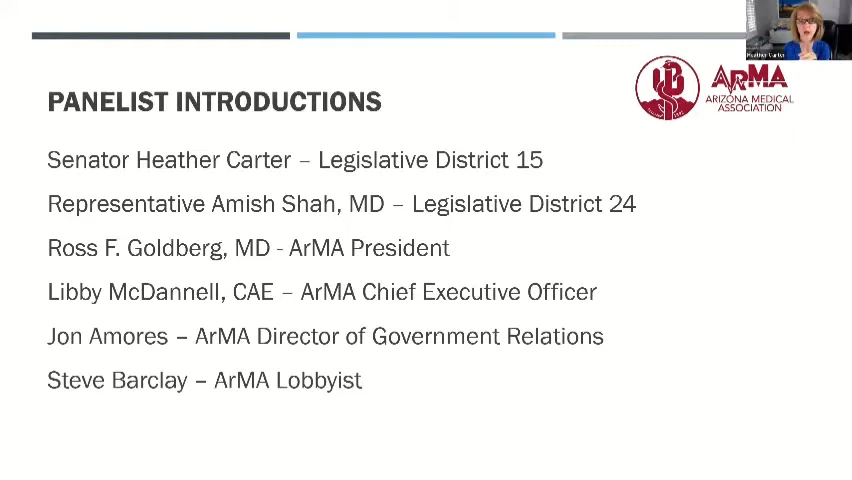 Heather Carter
PANELIST INTRODUCTIONS
ArMA
ARIZONA MEDICAL
ASSOCIATION
Senator Heather Carter – Legislative District 15
Representative Amish Shah, MD – Legislative District 24
Ross F. Goldberg, MD - ArMA President
Libby McDannell, CAE – ArMA Chief Executive Officer
Jon Amores – ArMA Director of Government Relations
Steve Barclay – ArMA Lobbyist